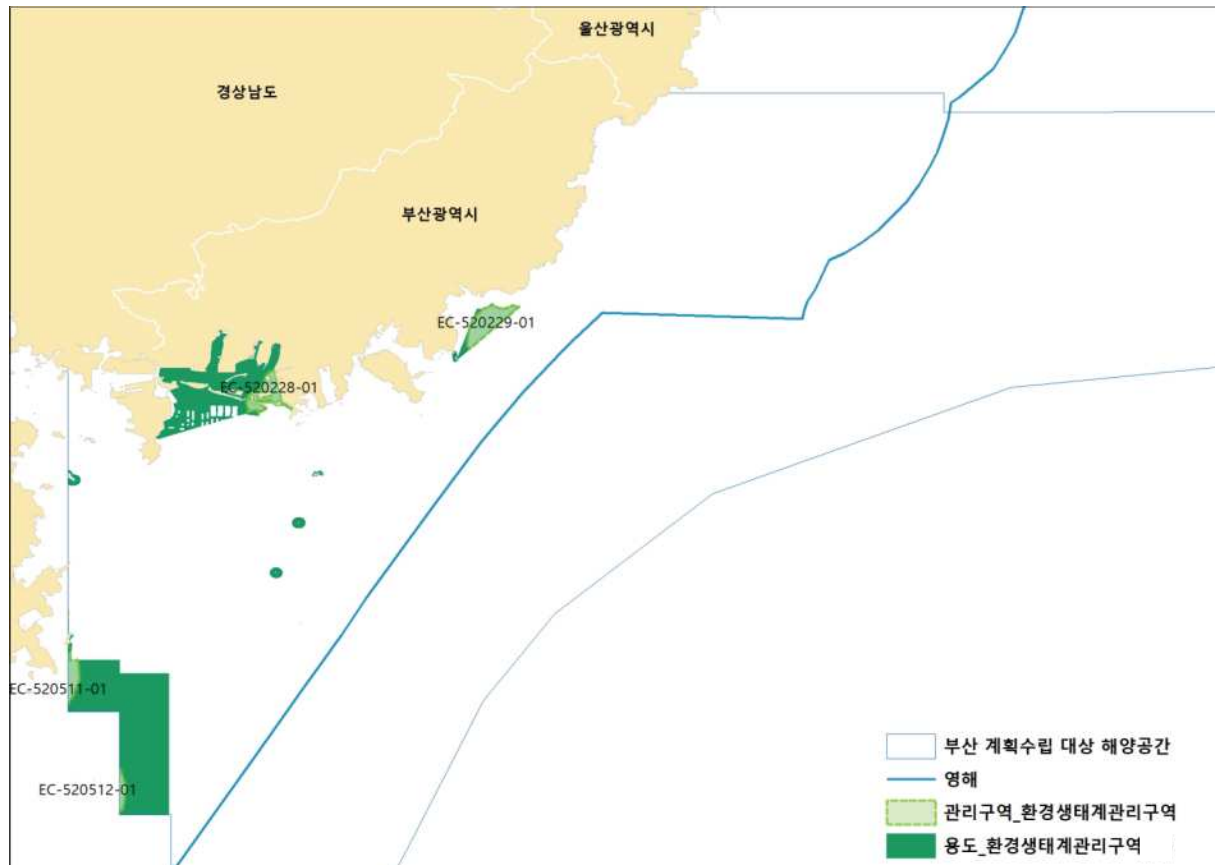 울산광역시
경상남도
부산광역시
EC-520229-01
EC-520228-01
EC-520511-01
EC-520512-01
부산 계획수립 대상 해양공간
영해
관리구역_환경생태계관리구역
용도_환경생태계관리구역